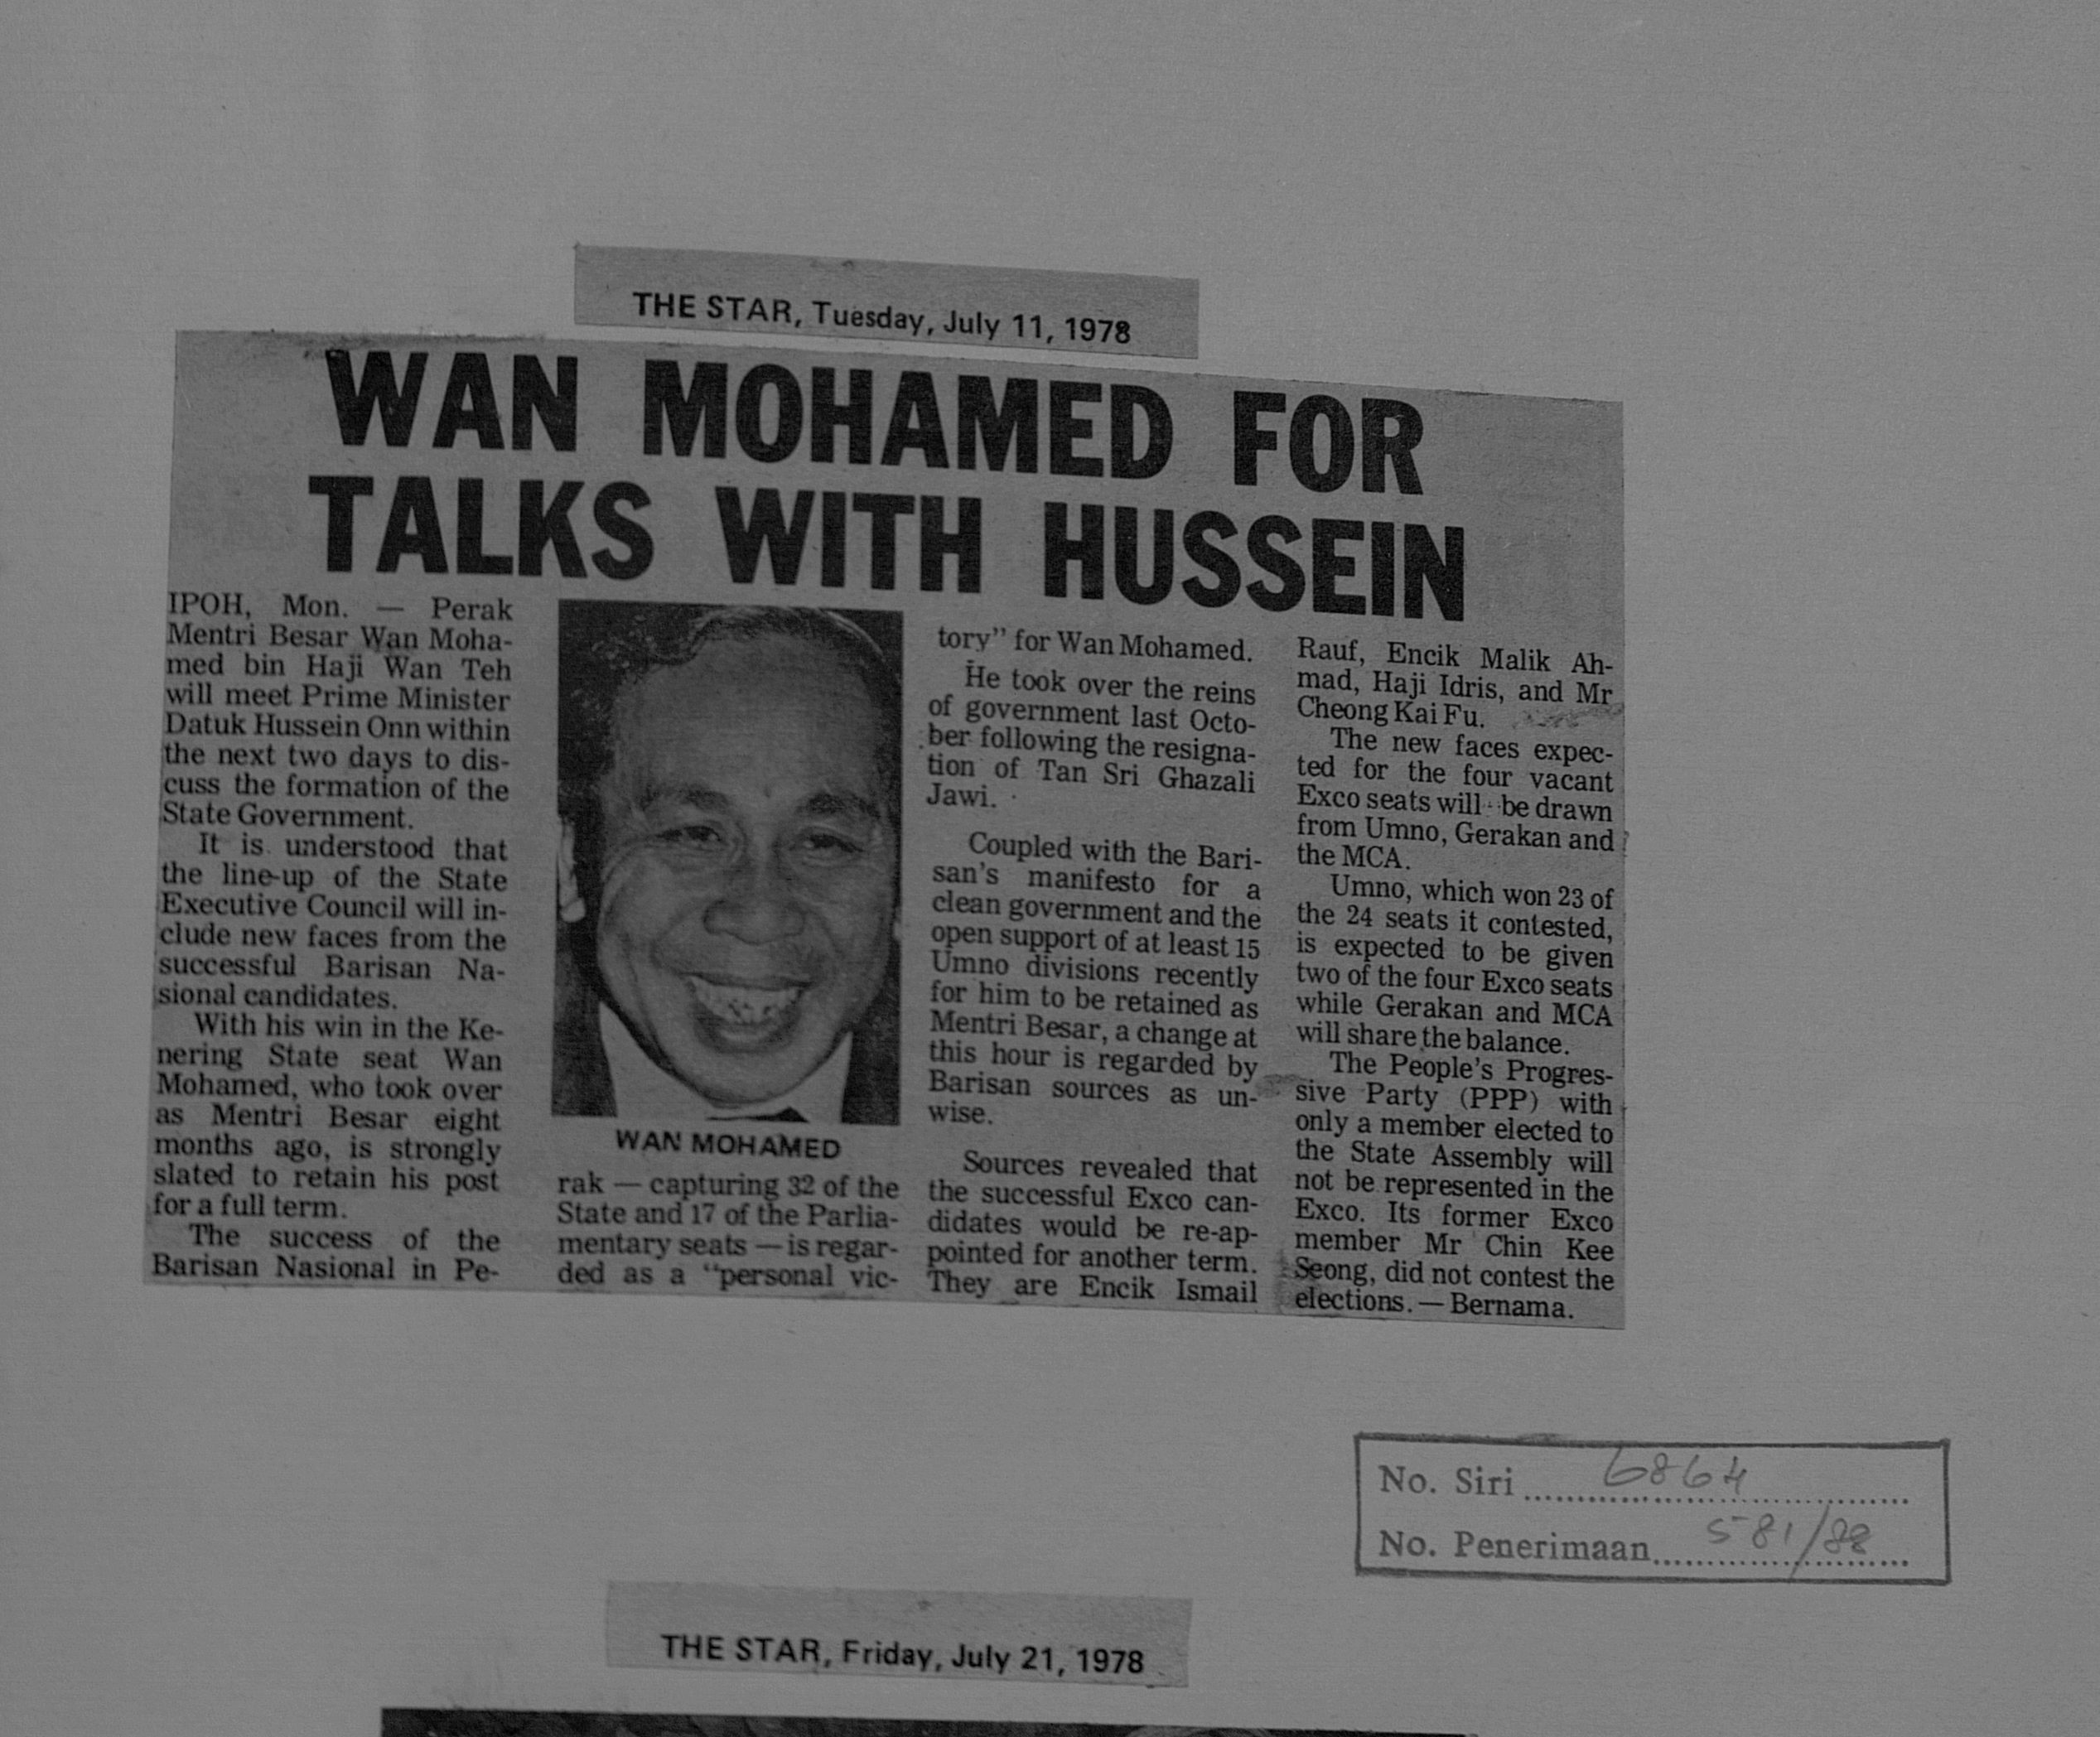 THE STAR, Tuesday, July 11, 1978
WAN MOHAMED FOR
TALKS WITH HUSSEIN
IPOH, Mon. — Perak
Mentri Besar Wan Moha-
med bin Haji Wan Teh
will meet Prime Minister
Datuk Hussein Onn within
the next two days to dis-
cuss the formation of the
State Government.
It is understood that
the line-up of the State
Executive Council will in-
clude new faces from the
successful Barisan Na-
sional candidates.
With his win in the Ke-
nering State seat Wan
Mohamed, who took over
as Mentri Besar eight
months ago, is strongly
slated to retain his post
for a full term.
The success of the
Barisan Nasional in Pe-
WAN MOHAMED
rak — capturing 32 of the
State and 17 of the Parlia-
mentary seats — is regar-
ded as a "personal vic-
tory" for Wan Mohamed.
He took over the reins
of government last Octo-
ber following the resigna-
tion of Tan Sri Ghazali
Jawi.
Coupled with the Bari-
san's manifesto for a
clean government and the
open support of at least 15
Umno divisions recently
for him to be retained as
Mentri Besar, a change at
this hour is regarded by
Barisan sources as un-
wise.
Sources revealed that
the successful Exco can-
didates would be re-ap-
pointed for another term.
They are Encik Ismail
Rauf, Encik Malik Ah-
mad, Haji Idris, and Mr
Cheong Kai Fu.
The new faces expec-
ted for the four vacant
Exco seats will be drawn
from Umno, Gerakan and
the MCA.
Umno, which won 23 of
the 24 seats it contested,
is expected to be given
two of the four Exco seats
while Gerakan and MCA
will share the balance.
The People's Progres-
sive Party (PPP) with
only a member elected to
the State Assembly will
not be represented in the
Exco. Its former Exco
member Mr Chin Kee
Seong, did not contest the
elections. — Bernama.
No. Siri 6864
No. Penerimaan 581/88
THE STAR, Friday, July 21, 1978